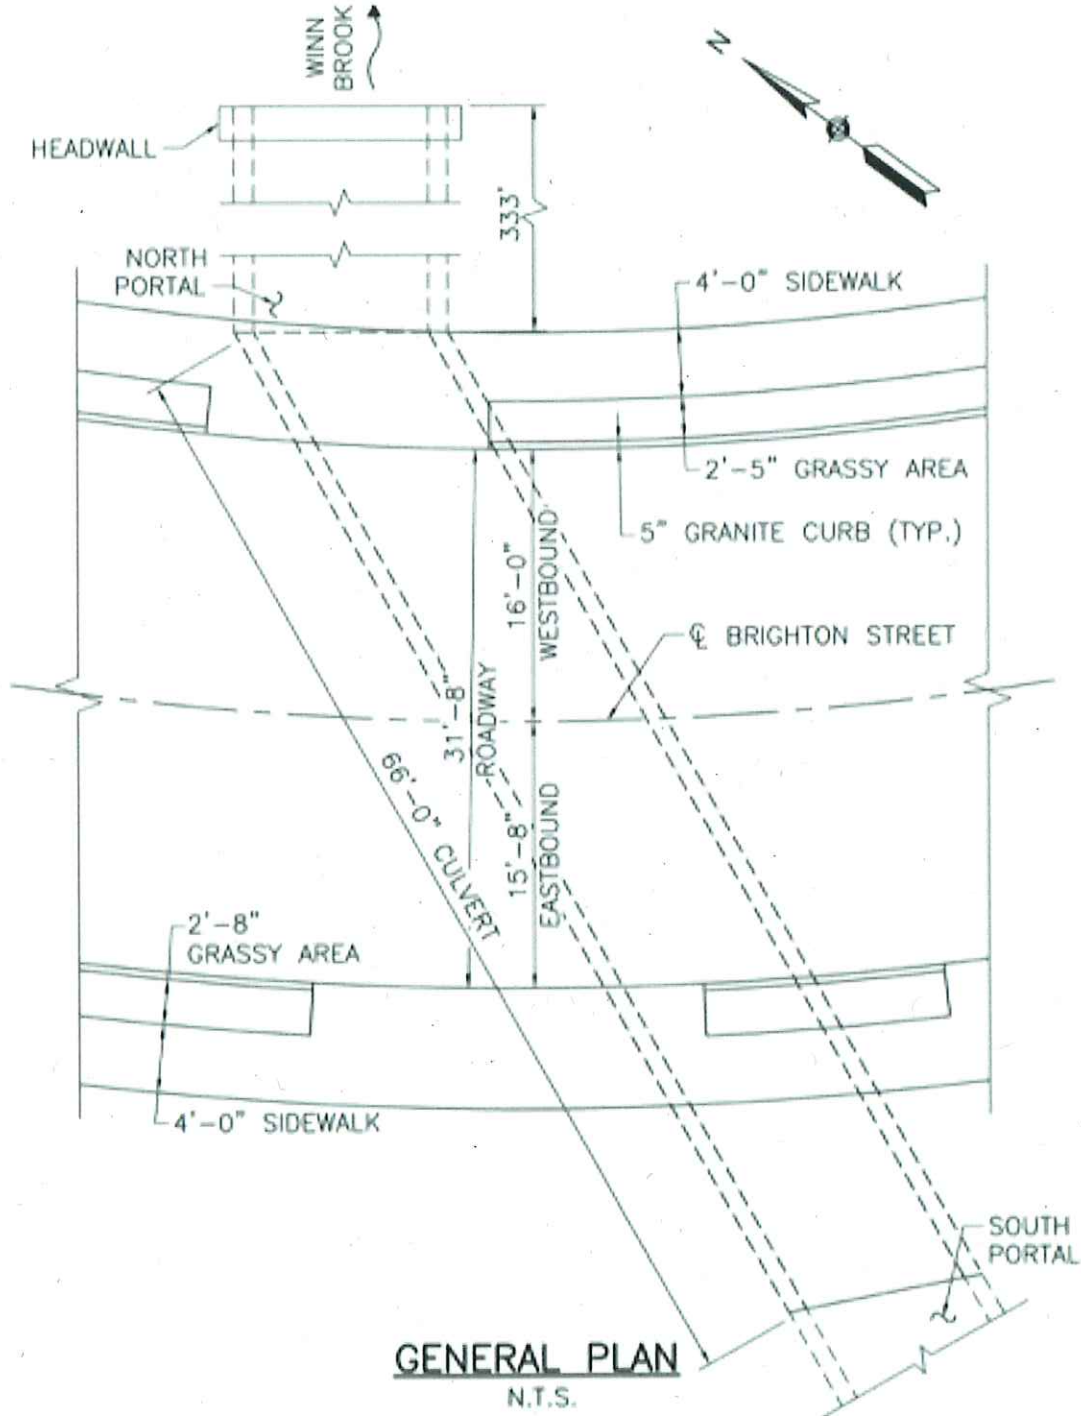 WINN
BROOK
N
HEADWALL
333'
NORTH
PORTAL
4'-0" SIDEWALK
2'-5" GRASSY AREA
5" GRANITE CURB (TYP.)
16'-0"
WESTBOUND
℄ BRIGHTON STREET
31'-8"
ROADWAY
66'-0" CULVERT
15'-8"
EASTBOUND
2'-8"
GRASSY AREA
4'-0" SIDEWALK
SOUTH
PORTAL
GENERAL PLAN
N.T.S.